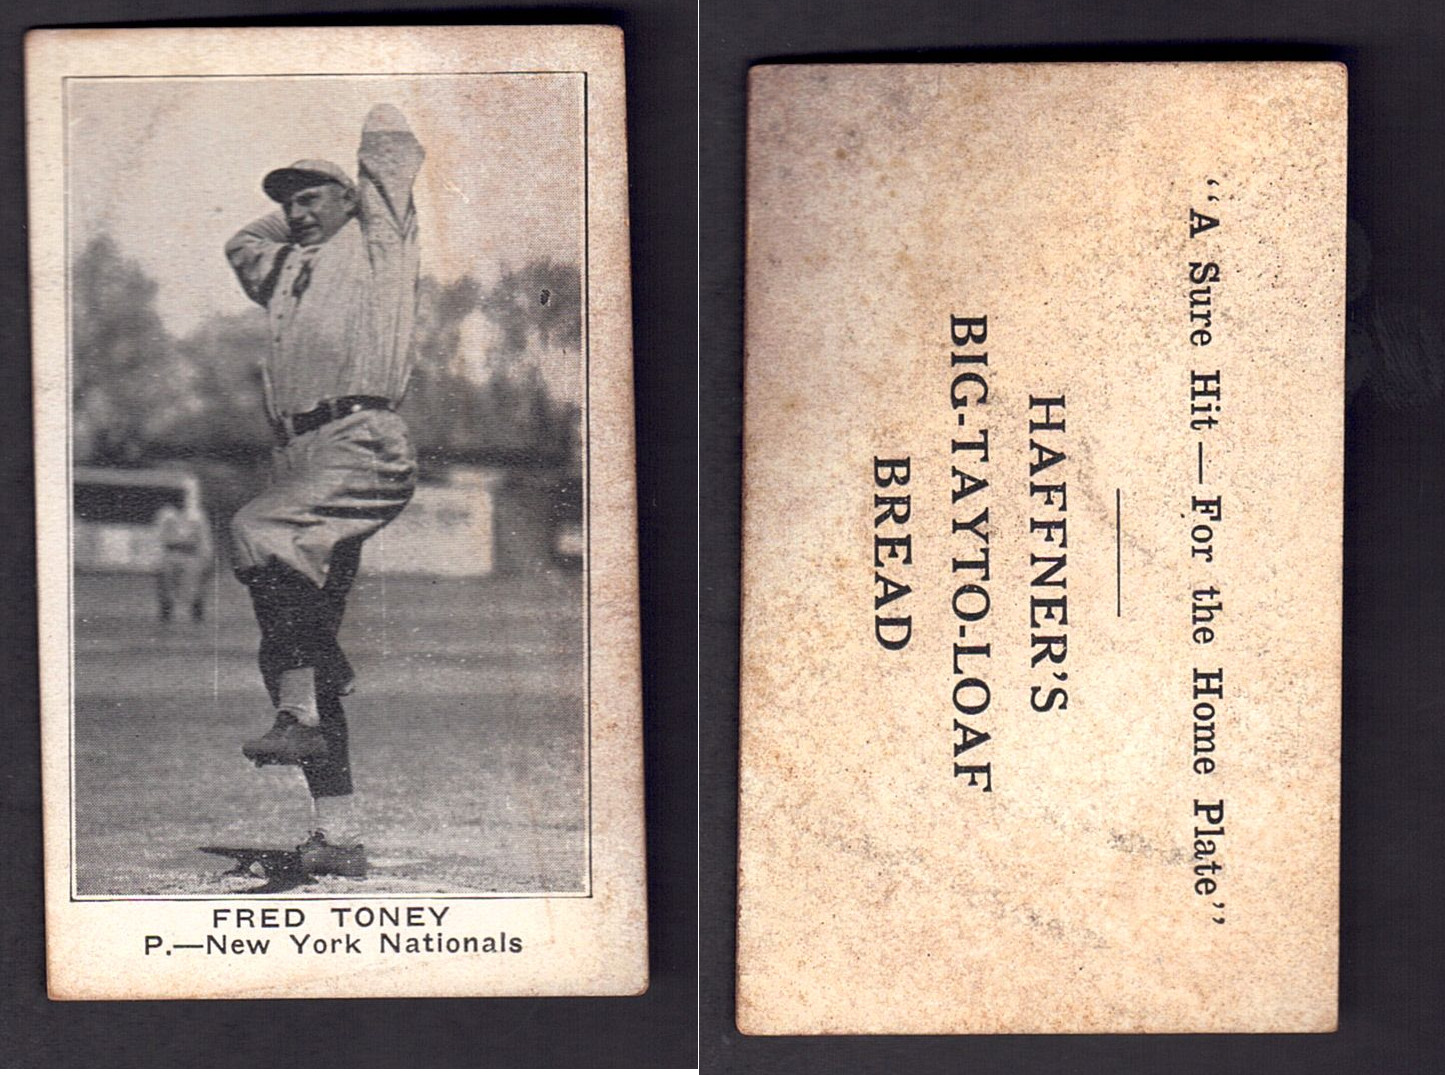 FRED TONEY
P.—New York Nationals
"A Sure Hit—For the Home Plate"
HAFFNER'S
BIG-TAYTO-LOAF
BREAD